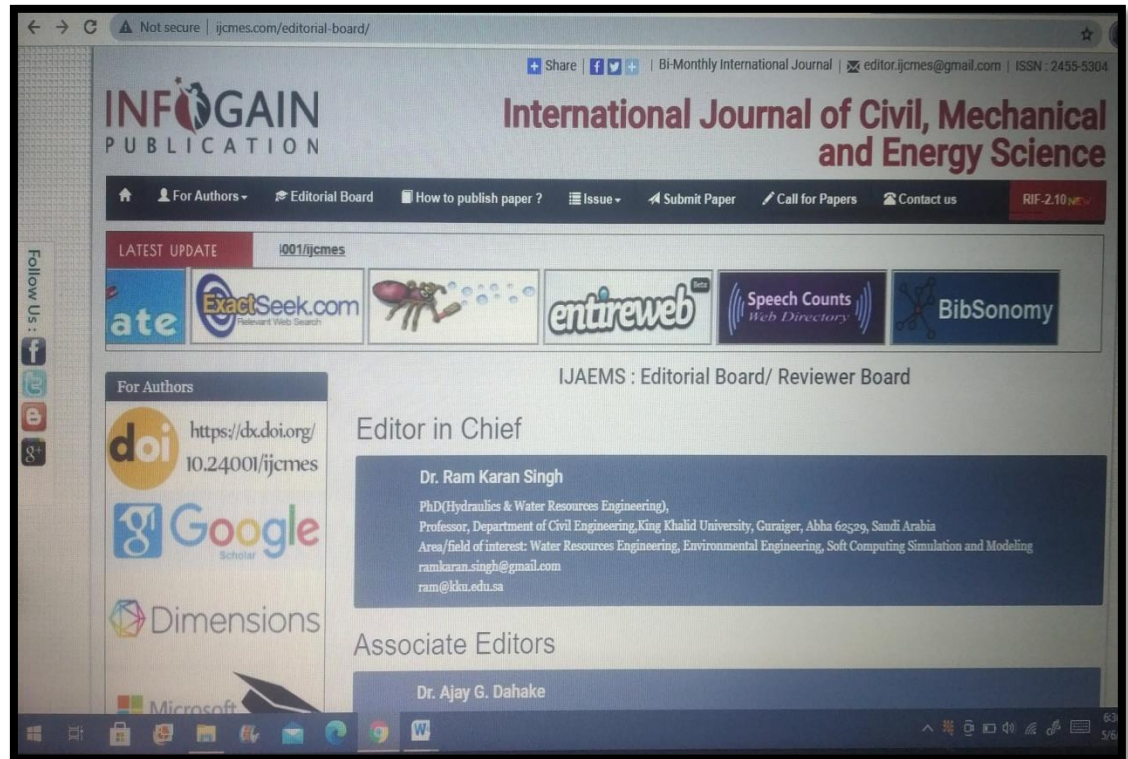 Not secure | ijcmes.com/editorial-board/
Share | Bi-Monthly International Journal | editor.ijcmes@gmail.com | ISSN : 2455-5304
INFOGAIN
PUBLICATION
International Journal of Civil, Mechanical
and Energy Science
For Authors Editorial Board How to publish paper ? Issue Submit Paper Call for Papers Contact us RIF-2.10 NEW
LATEST UPDATE
001/ijcmes
Follow Us :
ate
ExactSeek.com
Relevant Web Search
entireweb
Beta
Speech Counts
Web Directory
BibSonomy
For Authors
doi
https://dx.doi.org/
10.24001/ijcmes
Google
Scholar
Dimensions
Microsoft
IJAEMS : Editorial Board/ Reviewer Board
Editor in Chief
Dr. Ram Karan Singh
PhD(Hydraulics & Water Resources Engineering),
Professor, Department of Civil Engineering,King Khalid University, Guraiger, Abha 62529, Saudi Arabia
Area/field of interest: Water Resources Engineering, Environmental Engineering, Soft Computing Simulation and Modeling
ramkaran.singh@gmail.com
ram@kku.edu.sa
Associate Editors
Dr. Ajay G. Dahake